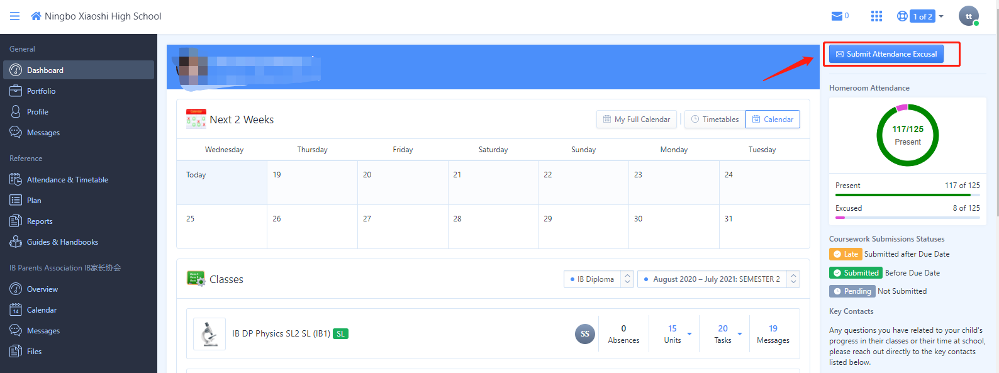 Ningbo Xiaoshi High School
0
1 of 2
tt
General
Dashboard
Portfolio
Profile
Messages
Reference
Attendance & Timetable
Plan
Reports
Guides & Handbooks
IB Parents Association IB家长协会
Overview
14
Calendar
Messages
Files
Calendar
Next 2 Weeks
My Full Calendar
Timetables
14
Calendar
Wednesday Thursday Friday Saturday Sunday Monday Tuesday
Today 19 20 21 22 23 24
25 26 27 28 29 30 31
Classes
IB Diploma
August 2020 – July 2021: SEMESTER 2
IB DP Physics SL2 SL (IB1) SL
SS
0
Absences
15
Units
20
Tasks
19
Messages
Submit Attendance Excusal
Homeroom Attendance
117/125
Present
Present 117 of 125
Excused 8 of 125
Coursework Submissions Statuses
Late Submitted after Due Date
Submitted Before Due Date
Pending Not Submitted
Key Contacts
Any questions you have related to your child's
progress in their classes or their time at school,
please reach out directly to the key contacts
listed below.